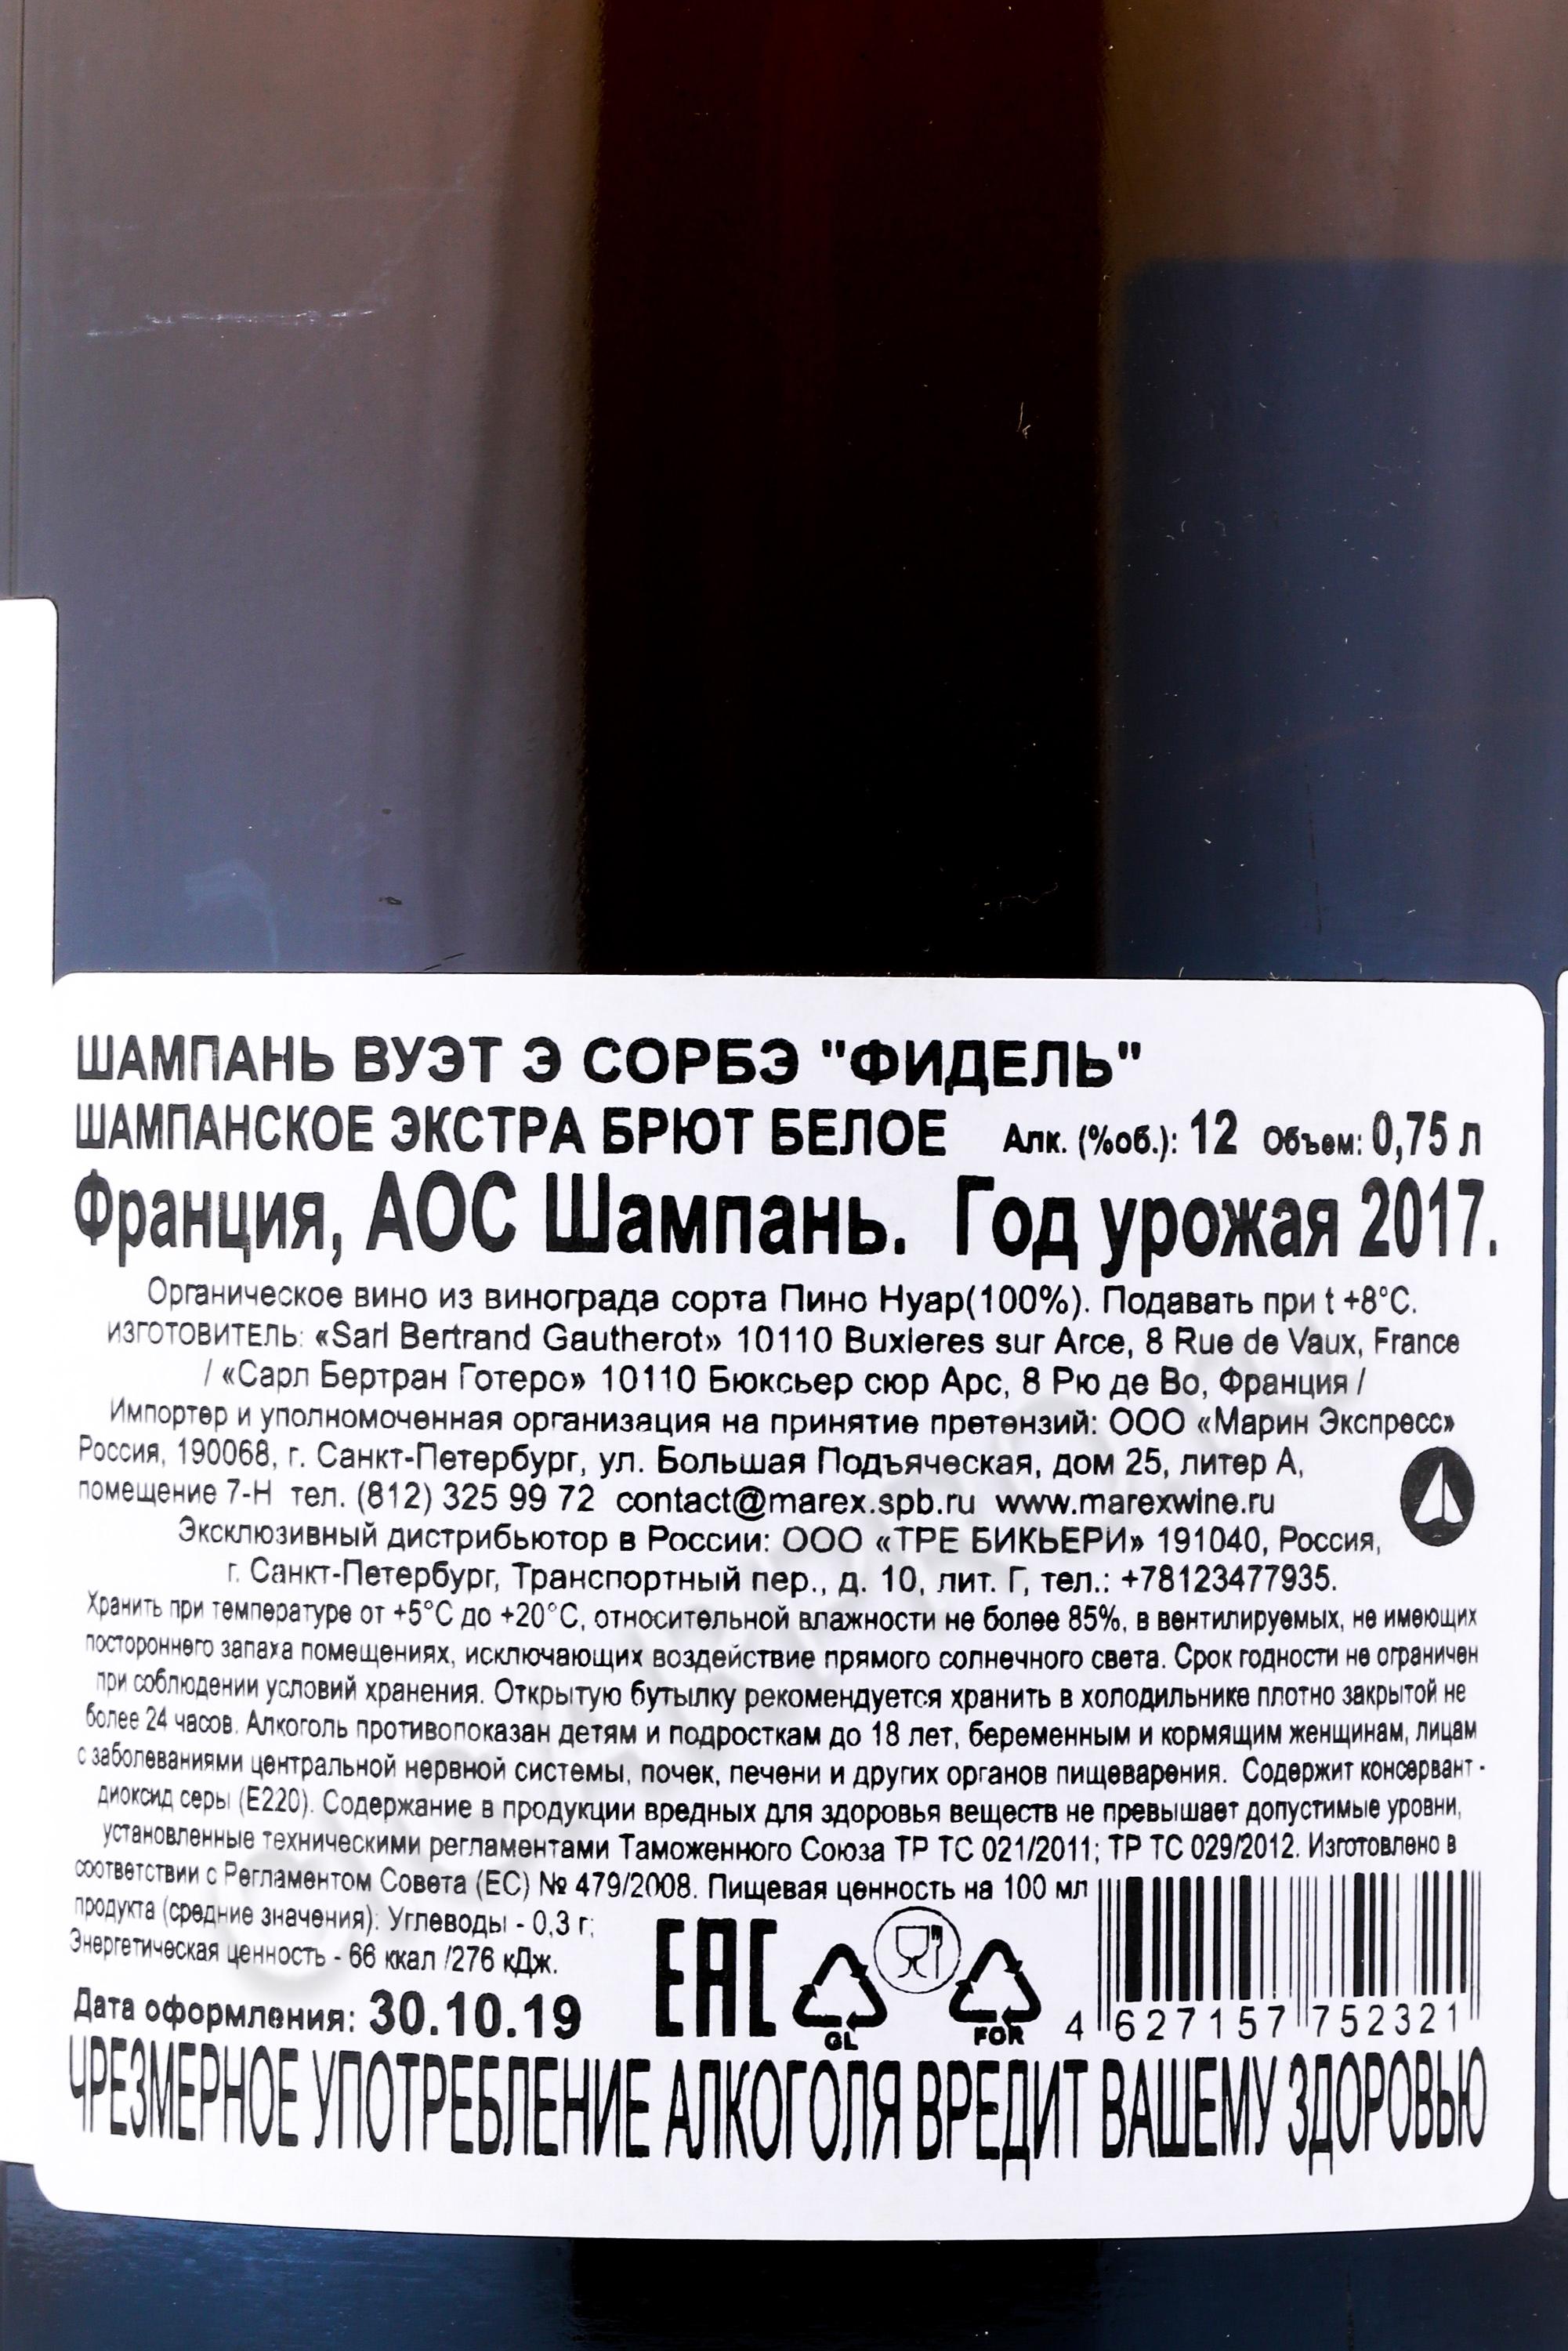 ШАМПАНЬ ВУЭТ Э СОРБЭ "ФИДЕЛЬ"
ШАМПАНСКОЕ ЭКСТРА БРЮТ БЕЛОЕ Алк. (%об.): 12 Объем: 0,75 л
Франция, АОС Шампань. Год урожая 2017.
Органическое вино из винограда сорта Пино Нуар(100%). Подавать при t +8°С.
ИЗГОТОВИТЕЛЬ: «Sarl Bertrand Gautherot» 10110 Buxieres sur Arce, 8 Rue de Vaux, France
/ «Сарл Бертран Готеро» 10110 Бюксьер сюр Арс, 8 Рю де Во, Франция /
Импортер и уполномоченная организация на принятие претензий: ООО «Марин Экспресс»
Россия, 190068, г. Санкт-Петербург, ул. Большая Подъяческая, дом 25, литер А,
помещение 7-Н тел. (812) 325 99 72 contact@marex.spb.ru www.marexwine.ru
Эксклюзивный дистрибьютор в России: ООО «ТРЕ БИКЬЕРИ» 191040, Россия,
г. Санкт-Петербург, Транспортный пер., д. 10, лит. Г, тел.: +78123477935.
Хранить при температуре от +5°С до +20°С, относительной влажности не более 85%, в вентилируемых, не имеющих
постороннего запаха помещениях, исключающих воздействие прямого солнечного света. Срок годности не ограничен
при соблюдении условий хранения. Открытую бутылку рекомендуется хранить в холодильнике плотно закрытой не
более 24 часов. Алкоголь противопоказан детям и подросткам до 18 лет, беременным и кормящим женщинам, лицам
с заболеваниями центральной нервной системы, почек, печени и других органов пищеварения. Содержит консервант -
диоксид серы (Е220). Содержание в продукции вредных для здоровья веществ не превышает допустимые уровни,
установленные техническими регламентами Таможенного Союза ТР ТС 021/2011; ТР ТС 029/2012. Изготовлено в
соответствии с Регламентом Совета (ЕС) № 479/2008. Пищевая ценность на 100 мл
продукта (средние значения): Углеводы - 0,3 г;
Энергетическая ценность - 66 ккал /276 кДж.
Дата оформления: 30.10.19
EAC GL FOR 4 627157 752321
ЧРЕЗМЕРНОЕ УПОТРЕБЛЕНИЕ АЛКОГОЛЯ ВРЕДИТ ВАШЕМУ ЗДОРОВЬЮ